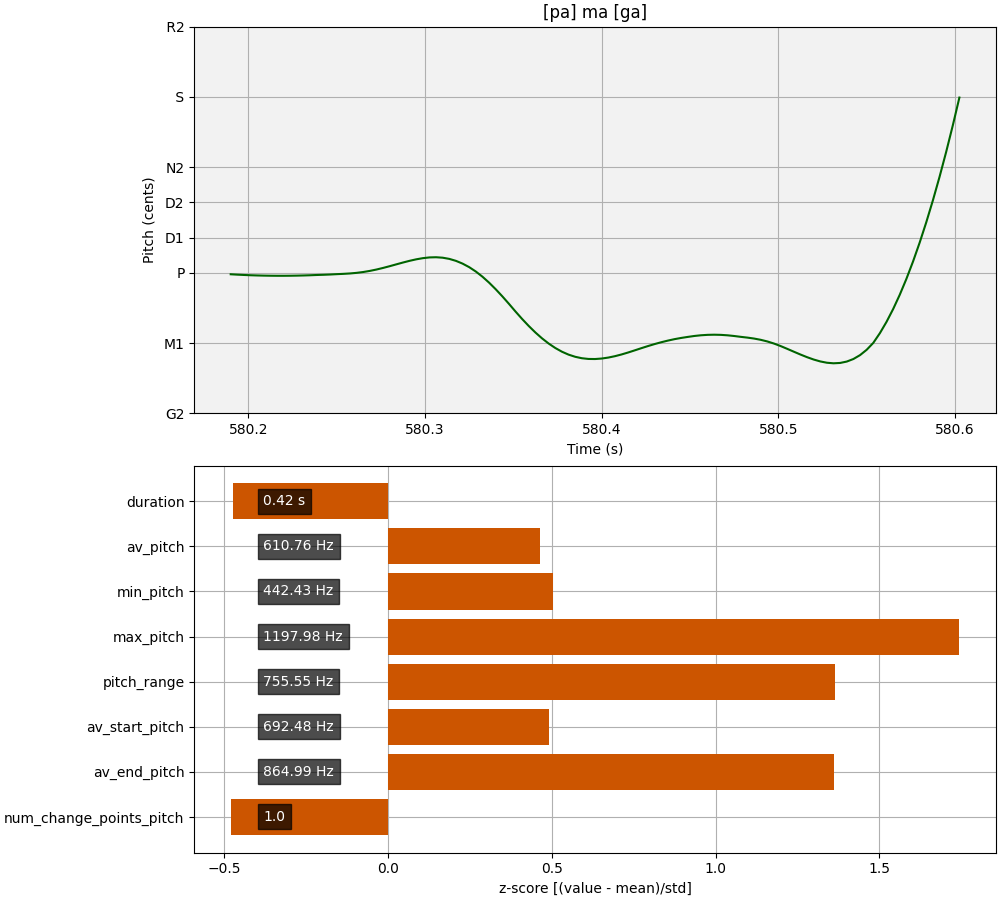 [pa] ma [ga]
R2
S
N2
D2
D1
P
M1
G2
Pitch (cents)
580.2 580.3 580.4 580.5 580.6
Time (s)
duration 0.42 s
av_pitch 610.76 Hz
min_pitch 442.43 Hz
max_pitch 1197.98 Hz
pitch_range 755.55 Hz
av_start_pitch 692.48 Hz
av_end_pitch 864.99 Hz
num_change_points_pitch 1.0
−0.5 0.0 0.5 1.0 1.5
z-score [(value - mean)/std]